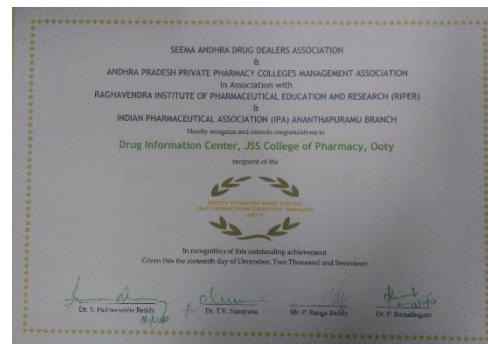 SEEMA ANDHRA DRUG DEALERS ASSOCIATION
&
ANDHRA PRADESH PRIVATE PHARMACY COLLEGES MANAGEMENT ASSOCIATION
In Association with
RAGHAVENDRA INSTITUTE OF PHARMACEUTICAL EDUCATION AND RESEARCH (RIPER)
&
INDIAN PHARMACEUTICAL ASSOCIATION (IPA) ANANTHAPURAMU BRANCH
Hereby recognize and extends congratulations to
Drug Information Center, JSS College of Pharmacy, Ooty
recipient of the
BEST POISON AND DRUG
INFORMATION CENTER AWARD
2017
In recognition of this outstanding achievement
Given this the sixteenth day of December, Two Thousand and Seventeen
Dr. Y. Padmanabha Reddy
for Dr. T.V. Narayana
Mr. P. Ranga Reddy
Dr. P. Ramalingam